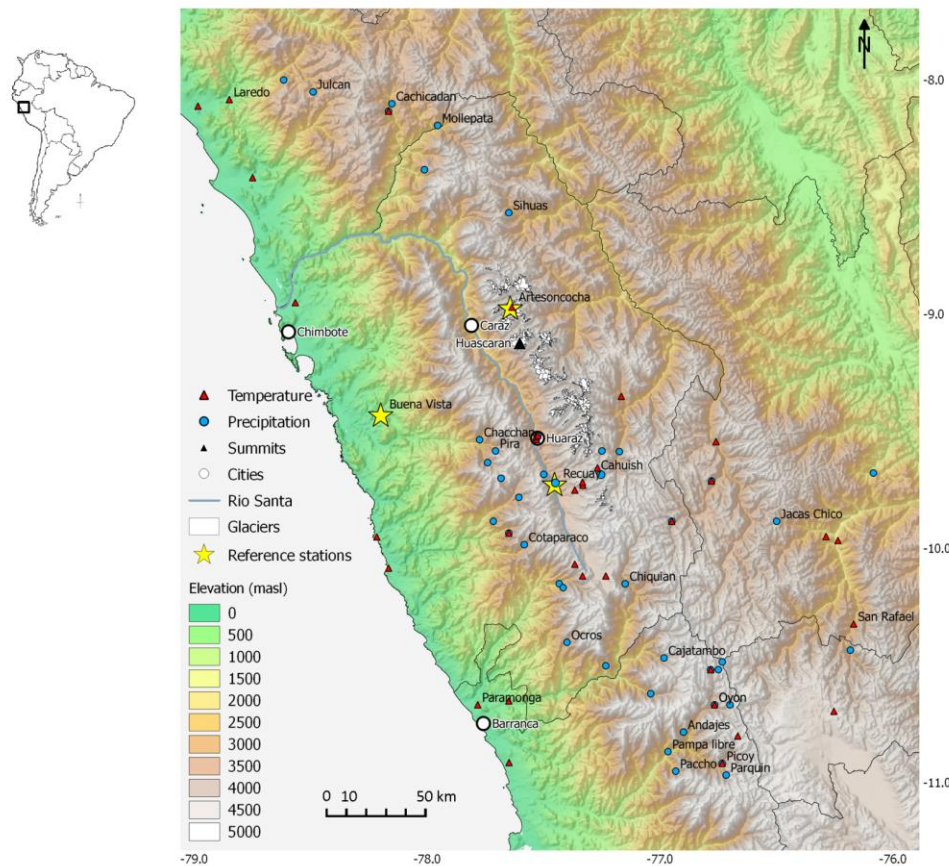 N
-8.0
-9.0
-10.0
-11.0
-79.0
-78.0
-77.0
-76.0
Laredo
Julcan
Cachicadan
Mollepata
Sihuas
Artesoncocha
Caraz
Huascaran
Chimbote
Buena Vista
Chacchan
Pira
Huaraz
Cahuish
Recuay
Cotaparaco
Jacas Chico
Chiquian
San Rafael
Ocros
Cajatambo
Paramonga
Oyon
Barranca
Andajes
Pampa libre
Picoy
Paccho
Parquin
Temperature
Precipitation
Summits
Cities
Rio Santa
Glaciers
Reference stations
Elevation (masl)
0
500
1000
1500
2000
2500
3000
3500
4000
4500
5000
0 10 50 km